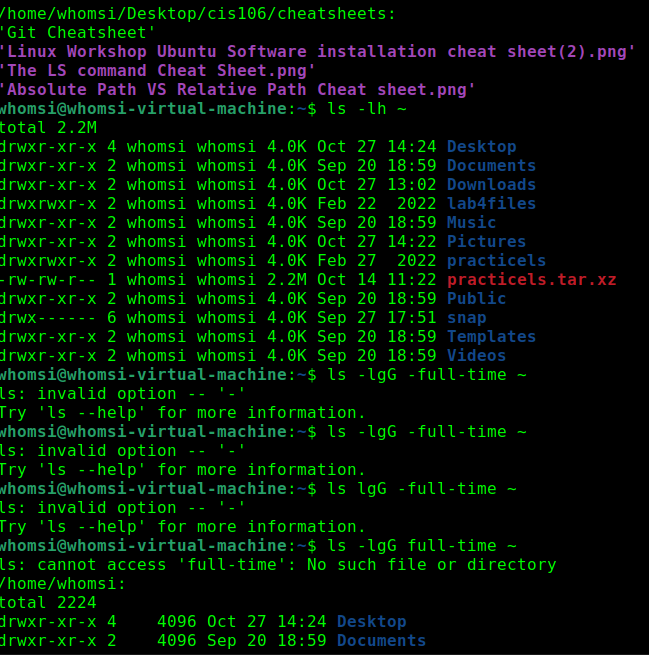 /home/whomsi/Desktop/cis106/cheatsheets:
'Git Cheatsheet'
'Linux Workshop Ubuntu Software installation cheat sheet(2).png'
'The LS command Cheat Sheet.png'
'Absolute Path VS Relative Path Cheat sheet.png'
whomsi@whomsi-virtual-machine:~$ ls -lh ~
total 2.2M
drwxr-xr-x 4 whomsi whomsi 4.0K Oct 27 14:24 Desktop
drwxr-xr-x 2 whomsi whomsi 4.0K Sep 20 18:59 Documents
drwxr-xr-x 2 whomsi whomsi 4.0K Oct 27 13:02 Downloads
drwxrwxr-x 2 whomsi whomsi 4.0K Feb 22  2022 lab4files
drwxr-xr-x 2 whomsi whomsi 4.0K Sep 20 18:59 Music
drwxr-xr-x 2 whomsi whomsi 4.0K Oct 27 14:22 Pictures
drwxrwxr-x 2 whomsi whomsi 4.0K Feb 27  2022 practicels
-rw-rw-r-- 1 whomsi whomsi 2.2M Oct 14 11:22 practicels.tar.xz
drwxr-xr-x 2 whomsi whomsi 4.0K Sep 20 18:59 Public
drwx------ 6 whomsi whomsi 4.0K Sep 27 17:51 snap
drwxr-xr-x 2 whomsi whomsi 4.0K Sep 20 18:59 Templates
drwxr-xr-x 2 whomsi whomsi 4.0K Sep 20 18:59 Videos
whomsi@whomsi-virtual-machine:~$ ls -lgG -full-time ~
ls: invalid option -- '-'
Try 'ls --help' for more information.
whomsi@whomsi-virtual-machine:~$ ls -lgG -full-time ~
ls: invalid option -- '-'
Try 'ls --help' for more information.
whomsi@whomsi-virtual-machine:~$ ls lgG -full-time ~
ls: invalid option -- '-'
Try 'ls --help' for more information.
whomsi@whomsi-virtual-machine:~$ ls -lgG full-time ~
ls: cannot access 'full-time': No such file or directory
/home/whomsi:
total 2224
drwxr-xr-x 4    4096 Oct 27 14:24 Desktop
drwxr-xr-x 2    4096 Sep 20 18:59 Documents